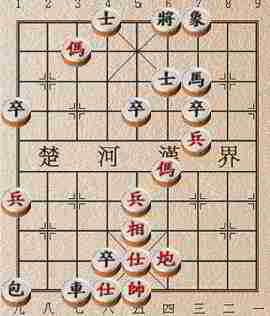 1 2 3 4 5 6 7 8 9
士 將 象
傌
士 馬
卒 卒 卒
兵
楚 河 漢 界
傌
兵 兵
相
卒 仕 炮
包 車 仕 帥
九 八 七 六 五 四 三 二 一